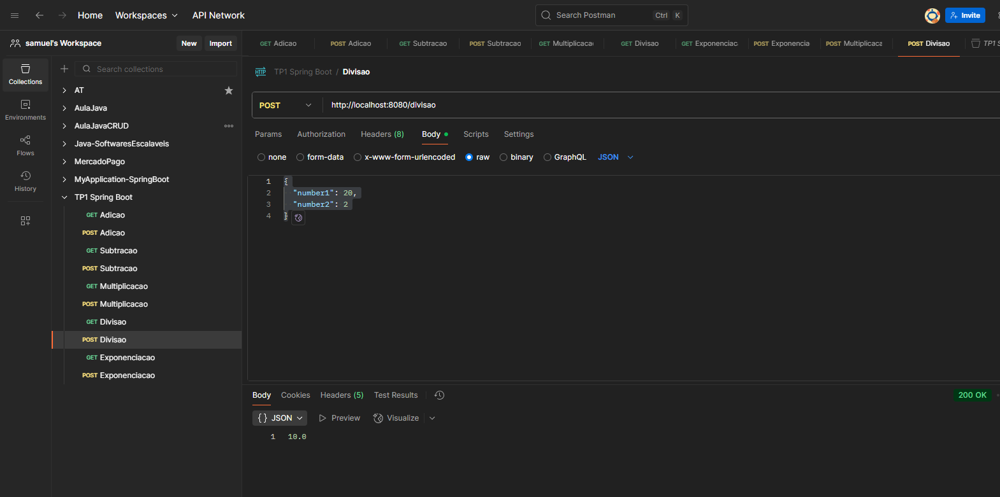 Home Workspaces API Network Search Postman Ctrl K Invite
samuel's Workspace New Import
GET Adicao POST Adicao GET Subtracao POST Subtracao GET Multiplicac GET Divisao GET Exponenciac POST Exponencia POST Multiplicaca POST Divisao TP1 S
Collections
Environments
Flows
History
Search collections
AT
AulaJava
AulaJavaCRUD
Java-SoftwaresEscalaveis
MercadoPago
MyApplication-SpringBoot
TP1 Spring Boot
GET Adicao
POST Adicao
GET Subtracao
POST Subtracao
GET Multiplicacao
POST Multiplicacao
GET Divisao
POST Divisao
GET Exponenciacao
POST Exponenciacao
HTTP TP1 Spring Boot / Divisao
POST http://localhost:8080/divisao
Params Authorization Headers (8) Body Scripts Settings
none form-data x-www-form-urlencoded raw binary GraphQL JSON
1 {
2 "number1": 20,
3 "number2": 2
4 }
Body Cookies Headers (5) Test Results 200 OK
{} JSON Preview Visualize
1 10.0